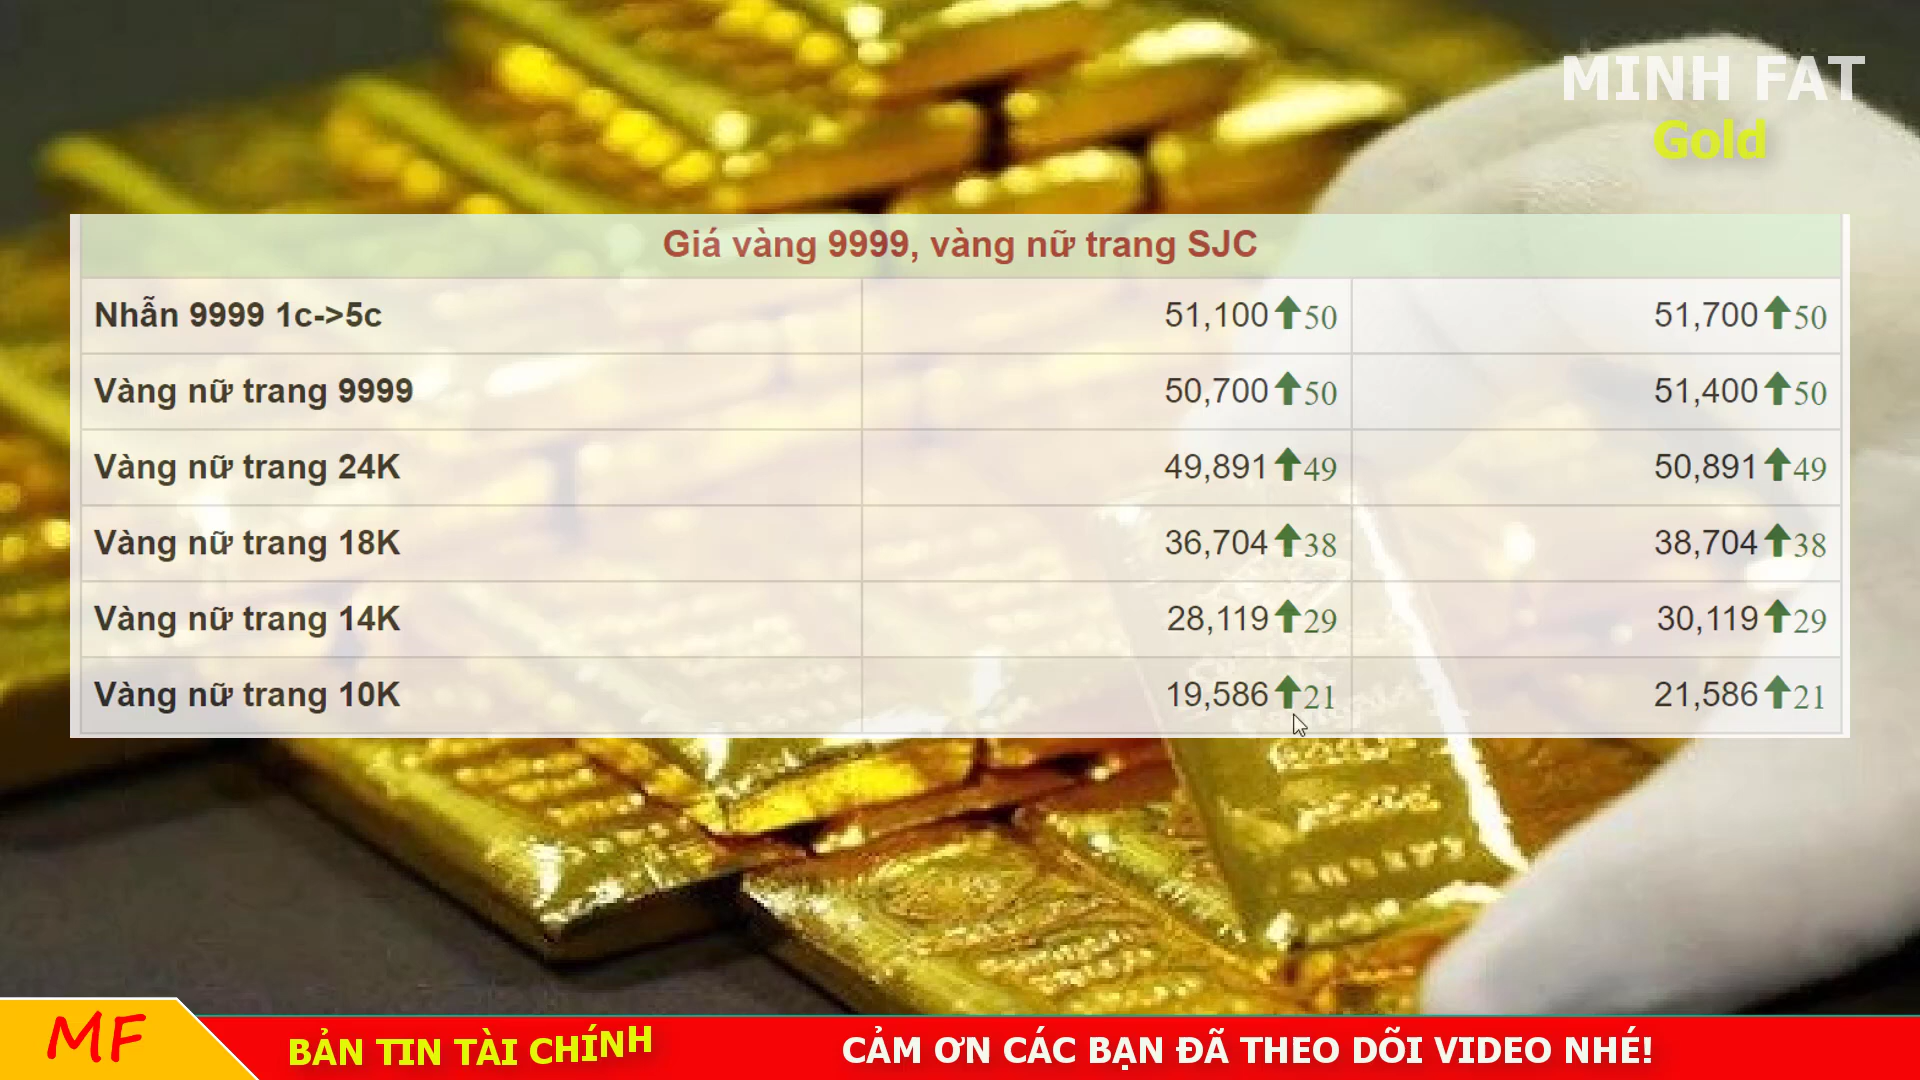 MINH FAT
Gold
Giá vàng 9999, vàng nữ trang SJC
Nhẫn 9999 1c->5c 51,100 ⬆50 51,700 ⬆50
Vàng nữ trang 9999 50,700 ⬆50 51,400 ⬆50
Vàng nữ trang 24K 49,891 ⬆49 50,891 ⬆49
Vàng nữ trang 18K 36,704 ⬆38 38,704 ⬆38
Vàng nữ trang 14K 28,119 ⬆29 30,119 ⬆29
Vàng nữ trang 10K 19,586 ⬆21 21,586 ⬆21
MF BẢN TIN TÀI CHÍNH CẢM ƠN CÁC BẠN ĐÃ THEO DÕI VIDEO NHÉ!